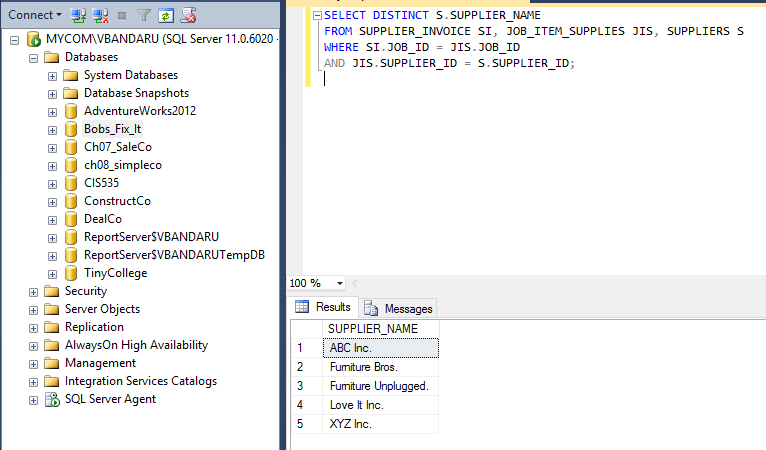 Connect
MYCOM\VBANDARU (SQL Server 11.0.6020 -
Databases
System Databases
Database Snapshots
AdventureWorks2012
Bobs_Fix_It
Ch07_SaleCo
ch08_simpleco
CIS535
ConstructCo
DealCo
ReportServer$VBANDARU
ReportServer$VBANDARUTempDB
TinyCollege
Security
Server Objects
Replication
AlwaysOn High Availability
Management
Integration Services Catalogs
SQL Server Agent
SELECT DISTINCT S.SUPPLIER_NAME
FROM SUPPLIER_INVOICE SI, JOB_ITEM_SUPPLIES JIS, SUPPLIERS S
WHERE SI.JOB_ID = JIS.JOB_ID
AND JIS.SUPPLIER_ID = S.SUPPLIER_ID;
100 %
Results Messages
SUPPLIER_NAME
1 ABC Inc.
2 Furniture Bros.
3 Furniture Unplugged.
4 Love It Inc.
5 XYZ Inc.